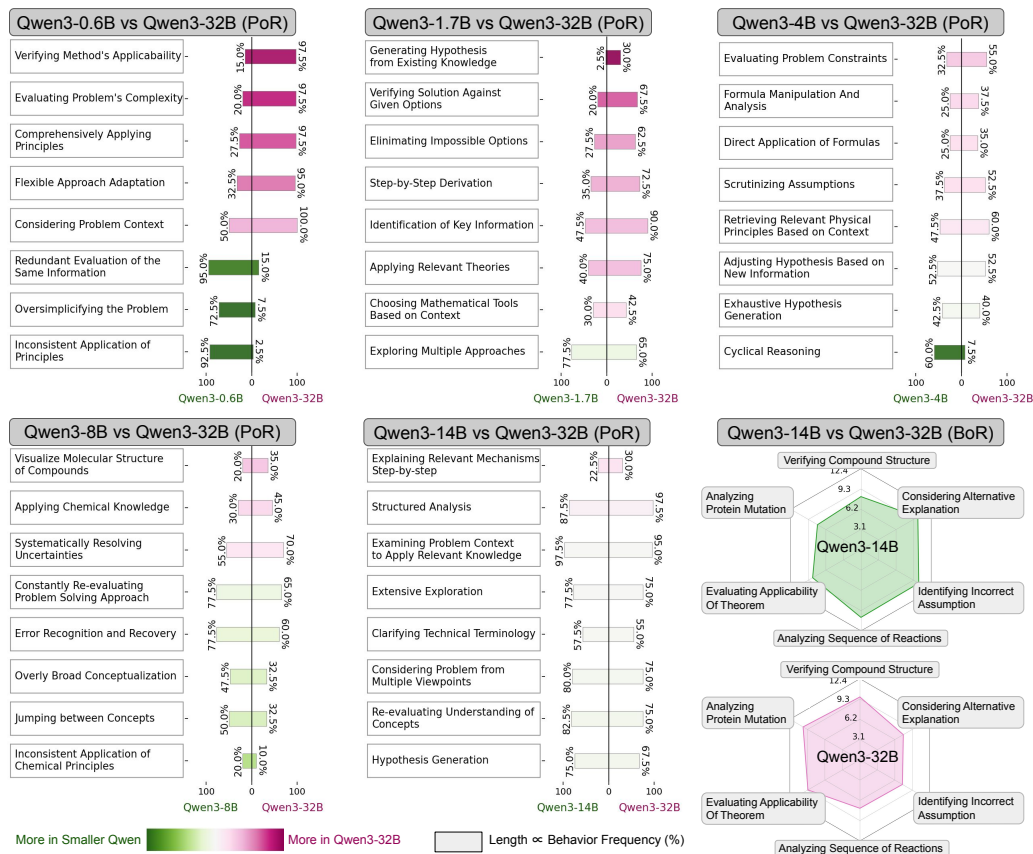 Qwen3-0.6B vs Qwen3-32B (PoR)
Verifying Method's Applicabaility
15.0%
97.5%
Evaluating Problem's Complexity
20.0%
97.5%
Comprehensively Applying
Principles
27.5%
97.5%
Flexible Approach Adaptation
32.5%
95.0%
Considering Problem Context
50.0%
100.0%
Redundant Evaluation of the
Same Information
95.0%
15.0%
Oversimplicifying the Problem
72.5%
7.5%
Inconsistent Application of
Principles
92.5%
2.5%
100 0 100
Qwen3-0.6B Qwen3-32B
Qwen3-1.7B vs Qwen3-32B (PoR)
Generating Hypothesis
from Existing Knowledge
2.5%
30.0%
Verifying Solution Against
Given Options
20.0%
67.5%
Elinimating Impossible Options
27.5%
62.5%
Step-by-Step Derivation
35.0%
72.5%
Identification of Key Information
47.5%
90.0%
Applying Relevant Theories
40.0%
75.0%
Choosing Mathematical Tools
Based on Context
30.0%
42.5%
Exploring Multiple Approaches
77.5%
65.0%
100 0 100
Qwen3-1.7B Qwen3-32B
Qwen3-4B vs Qwen3-32B (PoR)
Evaluating Problem Constraints
32.5%
55.0%
Formula Manipulation And
Analysis
25.0%
37.5%
Direct Application of Formulas
25.0%
35.0%
Scrutinizing Assumptions
37.5%
52.5%
Retrieving Relevant Physical
Principles Based on Context
47.5%
60.0%
Adjusting Hypothesis Based on
New Information
52.5%
52.5%
Exhaustive Hypothesis
Generation
42.5%
40.0%
Cyclical Reasoning
60.0%
7.5%
100 0 100
Qwen3-4B Qwen3-32B
Qwen3-8B vs Qwen3-32B (PoR)
Visualize Molecular Structure
of Compounds
20.0%
35.0%
Applying Chemical Knowledge
30.0%
45.0%
Systematically Resolving
Uncertainties
55.0%
70.0%
Constantly Re-evaluating
Problem Solving Approach
77.5%
65.0%
Error Recognition and Recovery
77.5%
60.0%
Overly Broad Conceptualization
47.5%
32.5%
Jumping between Concepts
50.0%
32.5%
Inconsistent Application of
Chemical Principles
20.0%
10.0%
100 0 100
Qwen3-8B Qwen3-32B
Qwen3-14B vs Qwen3-32B (PoR)
Explaining Relevant Mechanisms
Step-by-step
22.5%
30.0%
Structured Analysis
87.5%
97.5%
Examining Problem Context
to Apply Relevant Knowledge
97.5%
95.0%
Extensive Exploration
77.5%
75.0%
Clarifying Technical Terminology
57.5%
55.0%
Considering Problem from
Multiple Viewpoints
80.0%
75.0%
Re-evaluating Understanding of
Concepts
82.5%
75.0%
Hypothesis Generation
75.0%
67.5%
100 0 100
Qwen3-14B Qwen3-32B
Qwen3-14B vs Qwen3-32B (BoR)
Verifying Compound Structure
12.4
9.3
6.2
3.1
Analyzing
Protein Mutation
Considering Alternative
Explanation
Qwen3-14B
Evaluating Applicability
Of Theorem
Identifying Incorrect
Assumption
Analyzing Sequence of Reactions
Verifying Compound Structure
12.4
9.3
6.2
3.1
Analyzing
Protein Mutation
Considering Alternative
Explanation
Qwen3-32B
Evaluating Applicability
Of Theorem
Identifying Incorrect
Assumption
Analyzing Sequence of Reactions
More in Smaller Qwen
More in Qwen3-32B
Length ∝ Behavior Frequency (%)